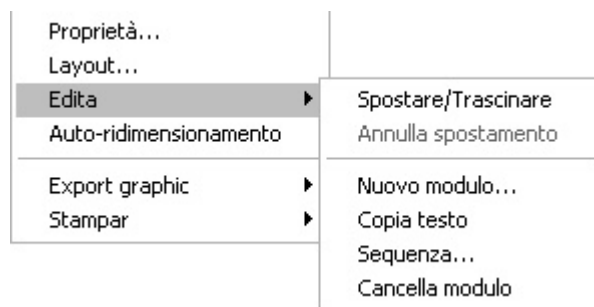 Proprietà...
Layout...
Edita
Auto-ridimensionamento
Export graphic
Stampar
Spostare/Trascinare
Annulla spostamento
Nuovo modulo...
Copia testo
Sequenza...
Cancella modulo